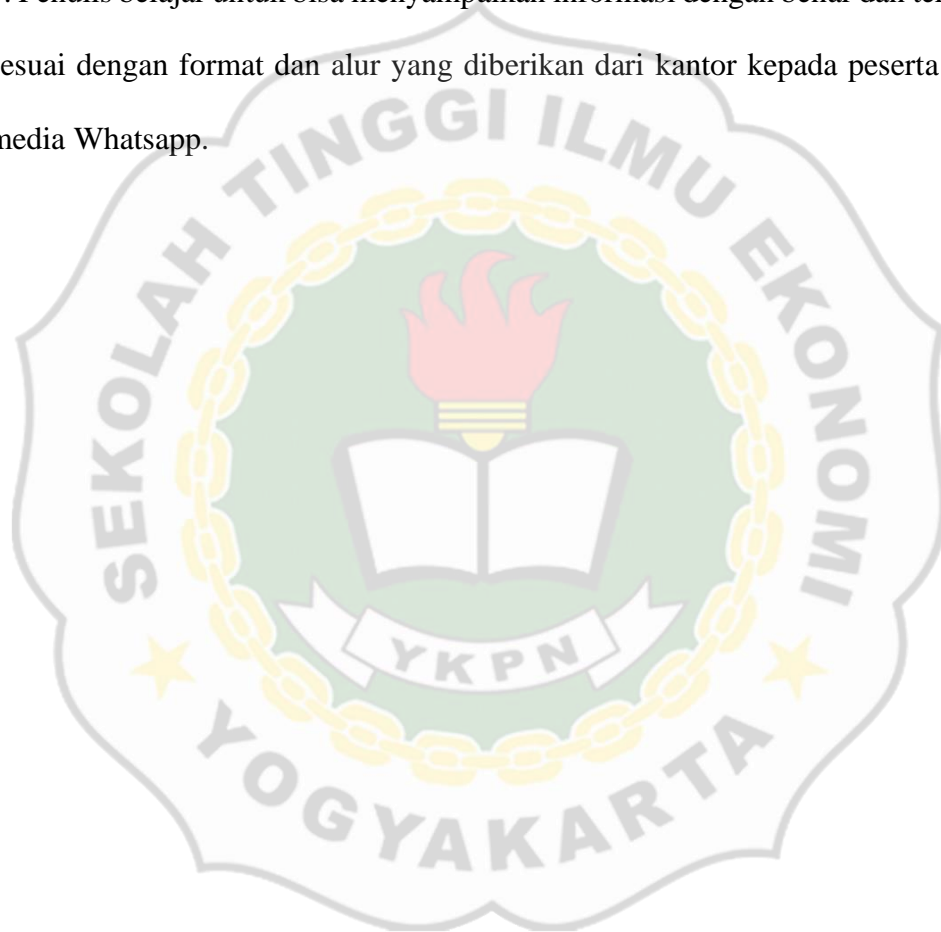 Penulis belajar untuk bisa menyampaikan informasi dengan benar dan
esuai dengan format dan alur yang diberikan dari kantor kepada peserta
media Whatsapp.
SEKOLAH TINGGI ILMU EKONOMI
YKPN
YOGYAKARTA